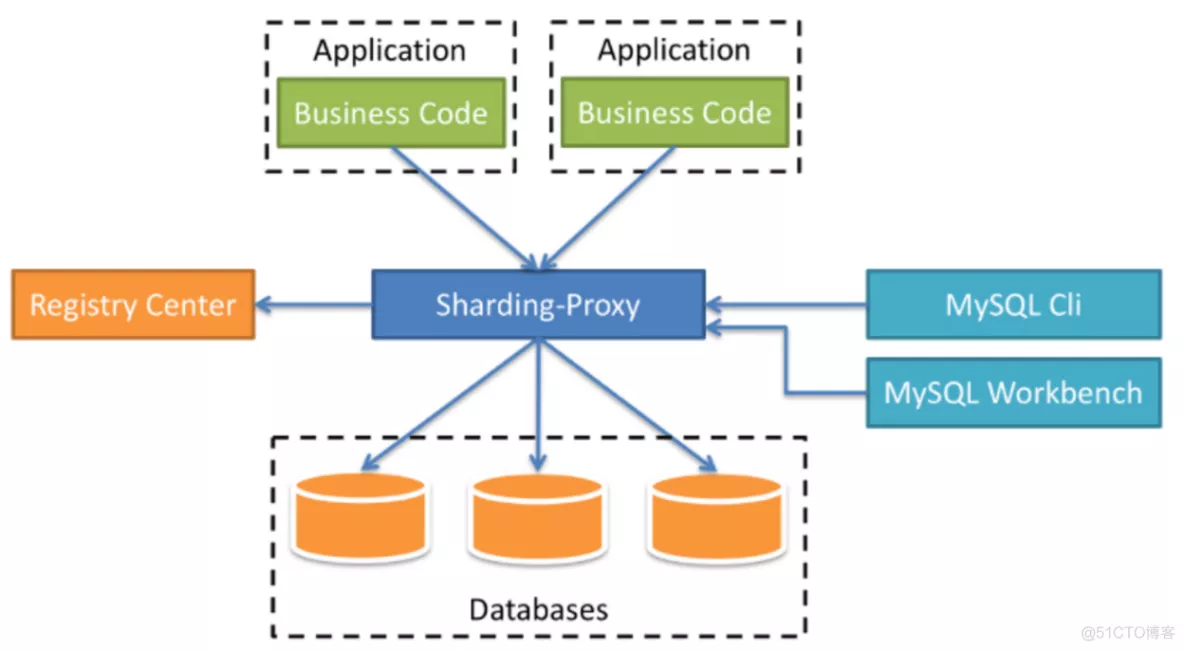 Application
Application
Business Code
Business Code
Registry Center
Sharding-Proxy
MySQL Cli
MySQL Workbench
Databases
@51CTO博客